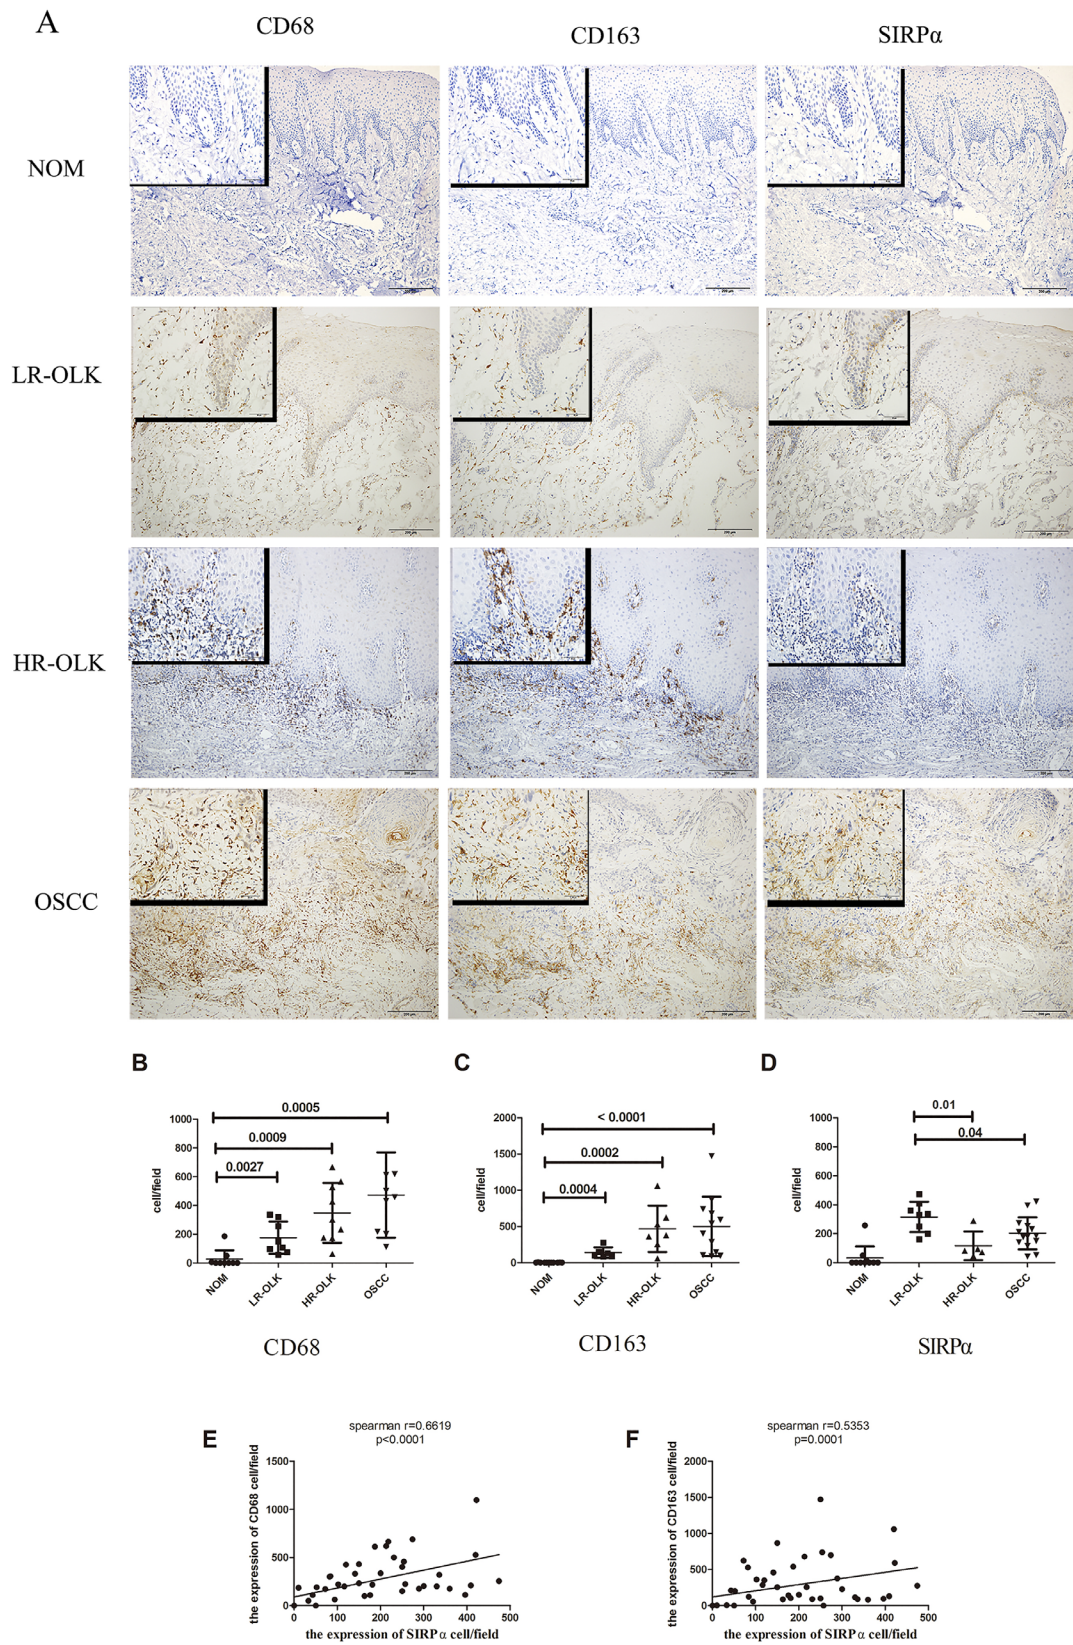 A
CD68
CD163
SIRPα
NOM
LR-OLK
HR-OLK
OSCC
B
0.0005
0.0009
0.0027
cell/field
1000
800
600
400
200
0
NOM
LR-OLK
HR-OLK
OSCC
CD68
C
< 0.0001
0.0002
0.0004
cell/field
2000
1500
1000
500
0
NOM
LR-OLK
HR-OLK
OSCC
CD163
D
0.01
0.04
cell/field
1000
800
600
400
200
0
NOM
LR-OLK
HR-OLK
OSCC
SIRPα
E
spearman r=0.6619
p<0.0001
the expression of CD68 cell/field
1500
1000
500
0
0 100 200 300 400 500
the expression of SIRPα cell/field
F
spearman r=0.5353
p=0.0001
the expression of CD163 cell/field
2000
1500
1000
500
0
0 100 200 300 400 500
the expression of SIRPα cell/field